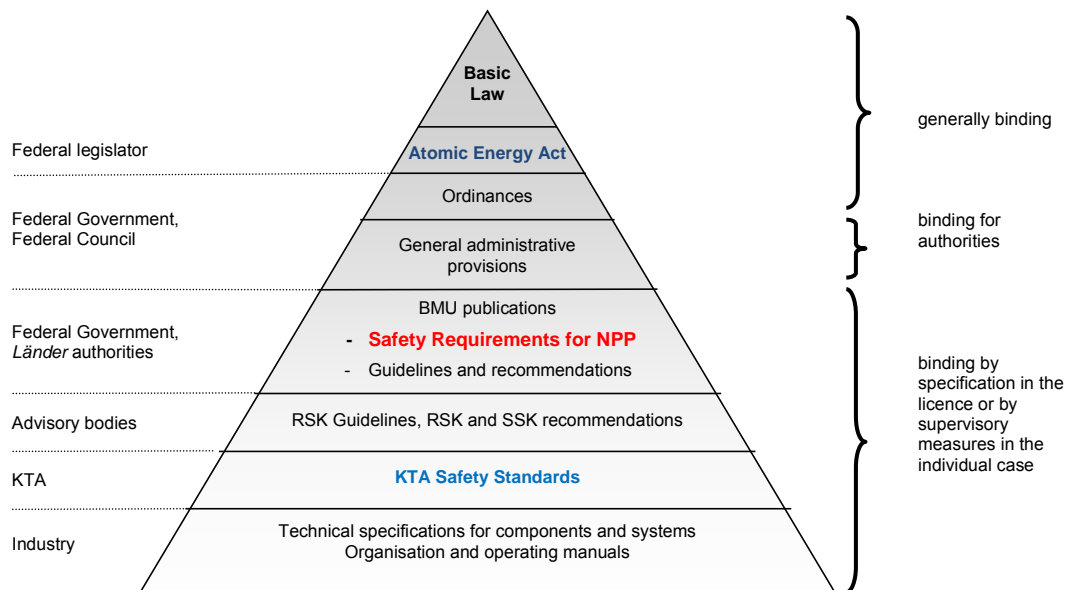 Basic
Law
generally binding
Federal legislator
Atomic Energy Act
Ordinances
Federal Government,
Federal Council
binding for
authorities
General administrative
provisions
BMU publications
Federal Government,
Länder authorities
- Safety Requirements for NPP
- Guidelines and recommendations
binding by
specification in the
licence or by
supervisory
measures in the
individual case
Advisory bodies
RSK Guidelines, RSK and SSK recommendations
KTA
KTA Safety Standards
Industry
Technical specifications for components and systems
Organisation and operating manuals